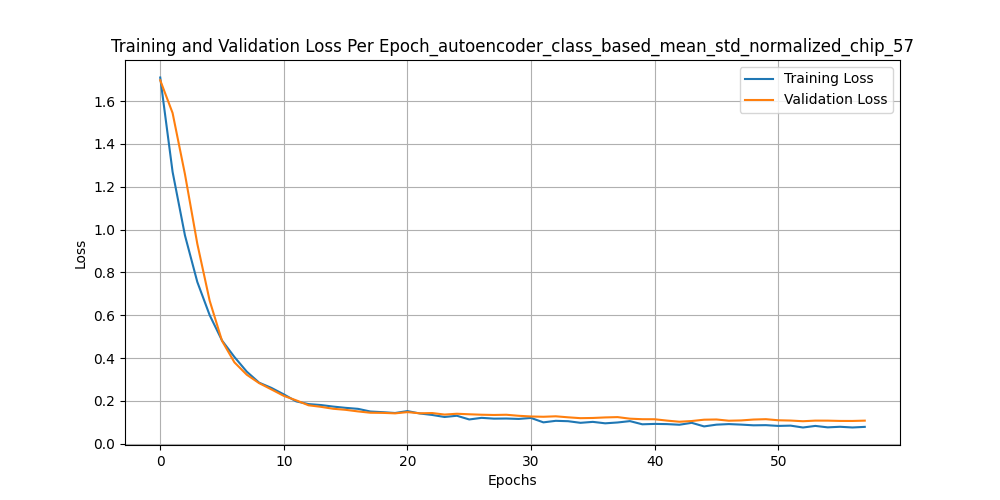 Training and Validation Loss Per Epoch_autoencoder_class_based_mean_std_normalized_chip_57
Training Loss
Validation Loss
1.6
1.4
1.2
1.0
0.8
0.6
0.4
0.2
0.0
Loss
0 10 20 30 40 50
Epochs